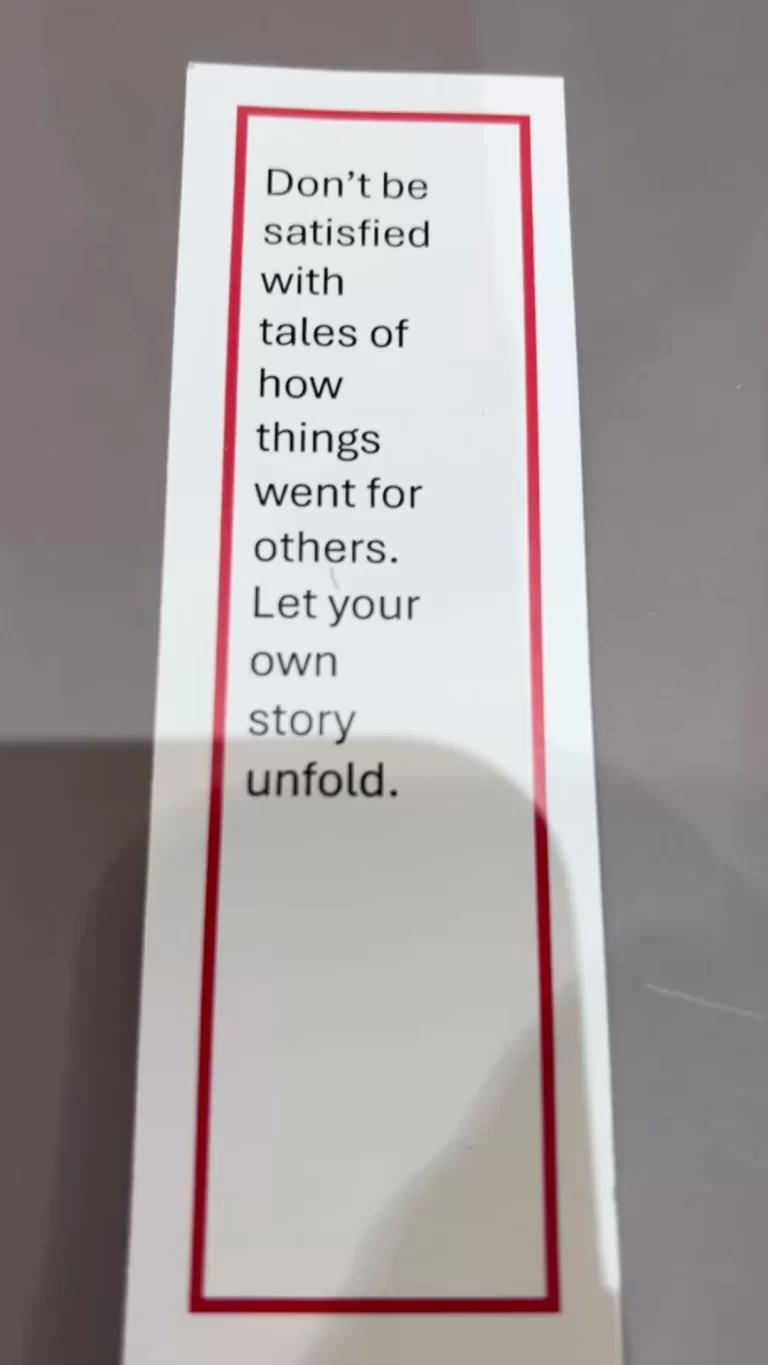 Don’t be
satisfied
with
tales of
how
things
went for
others.
Let your
own
story
unfold.